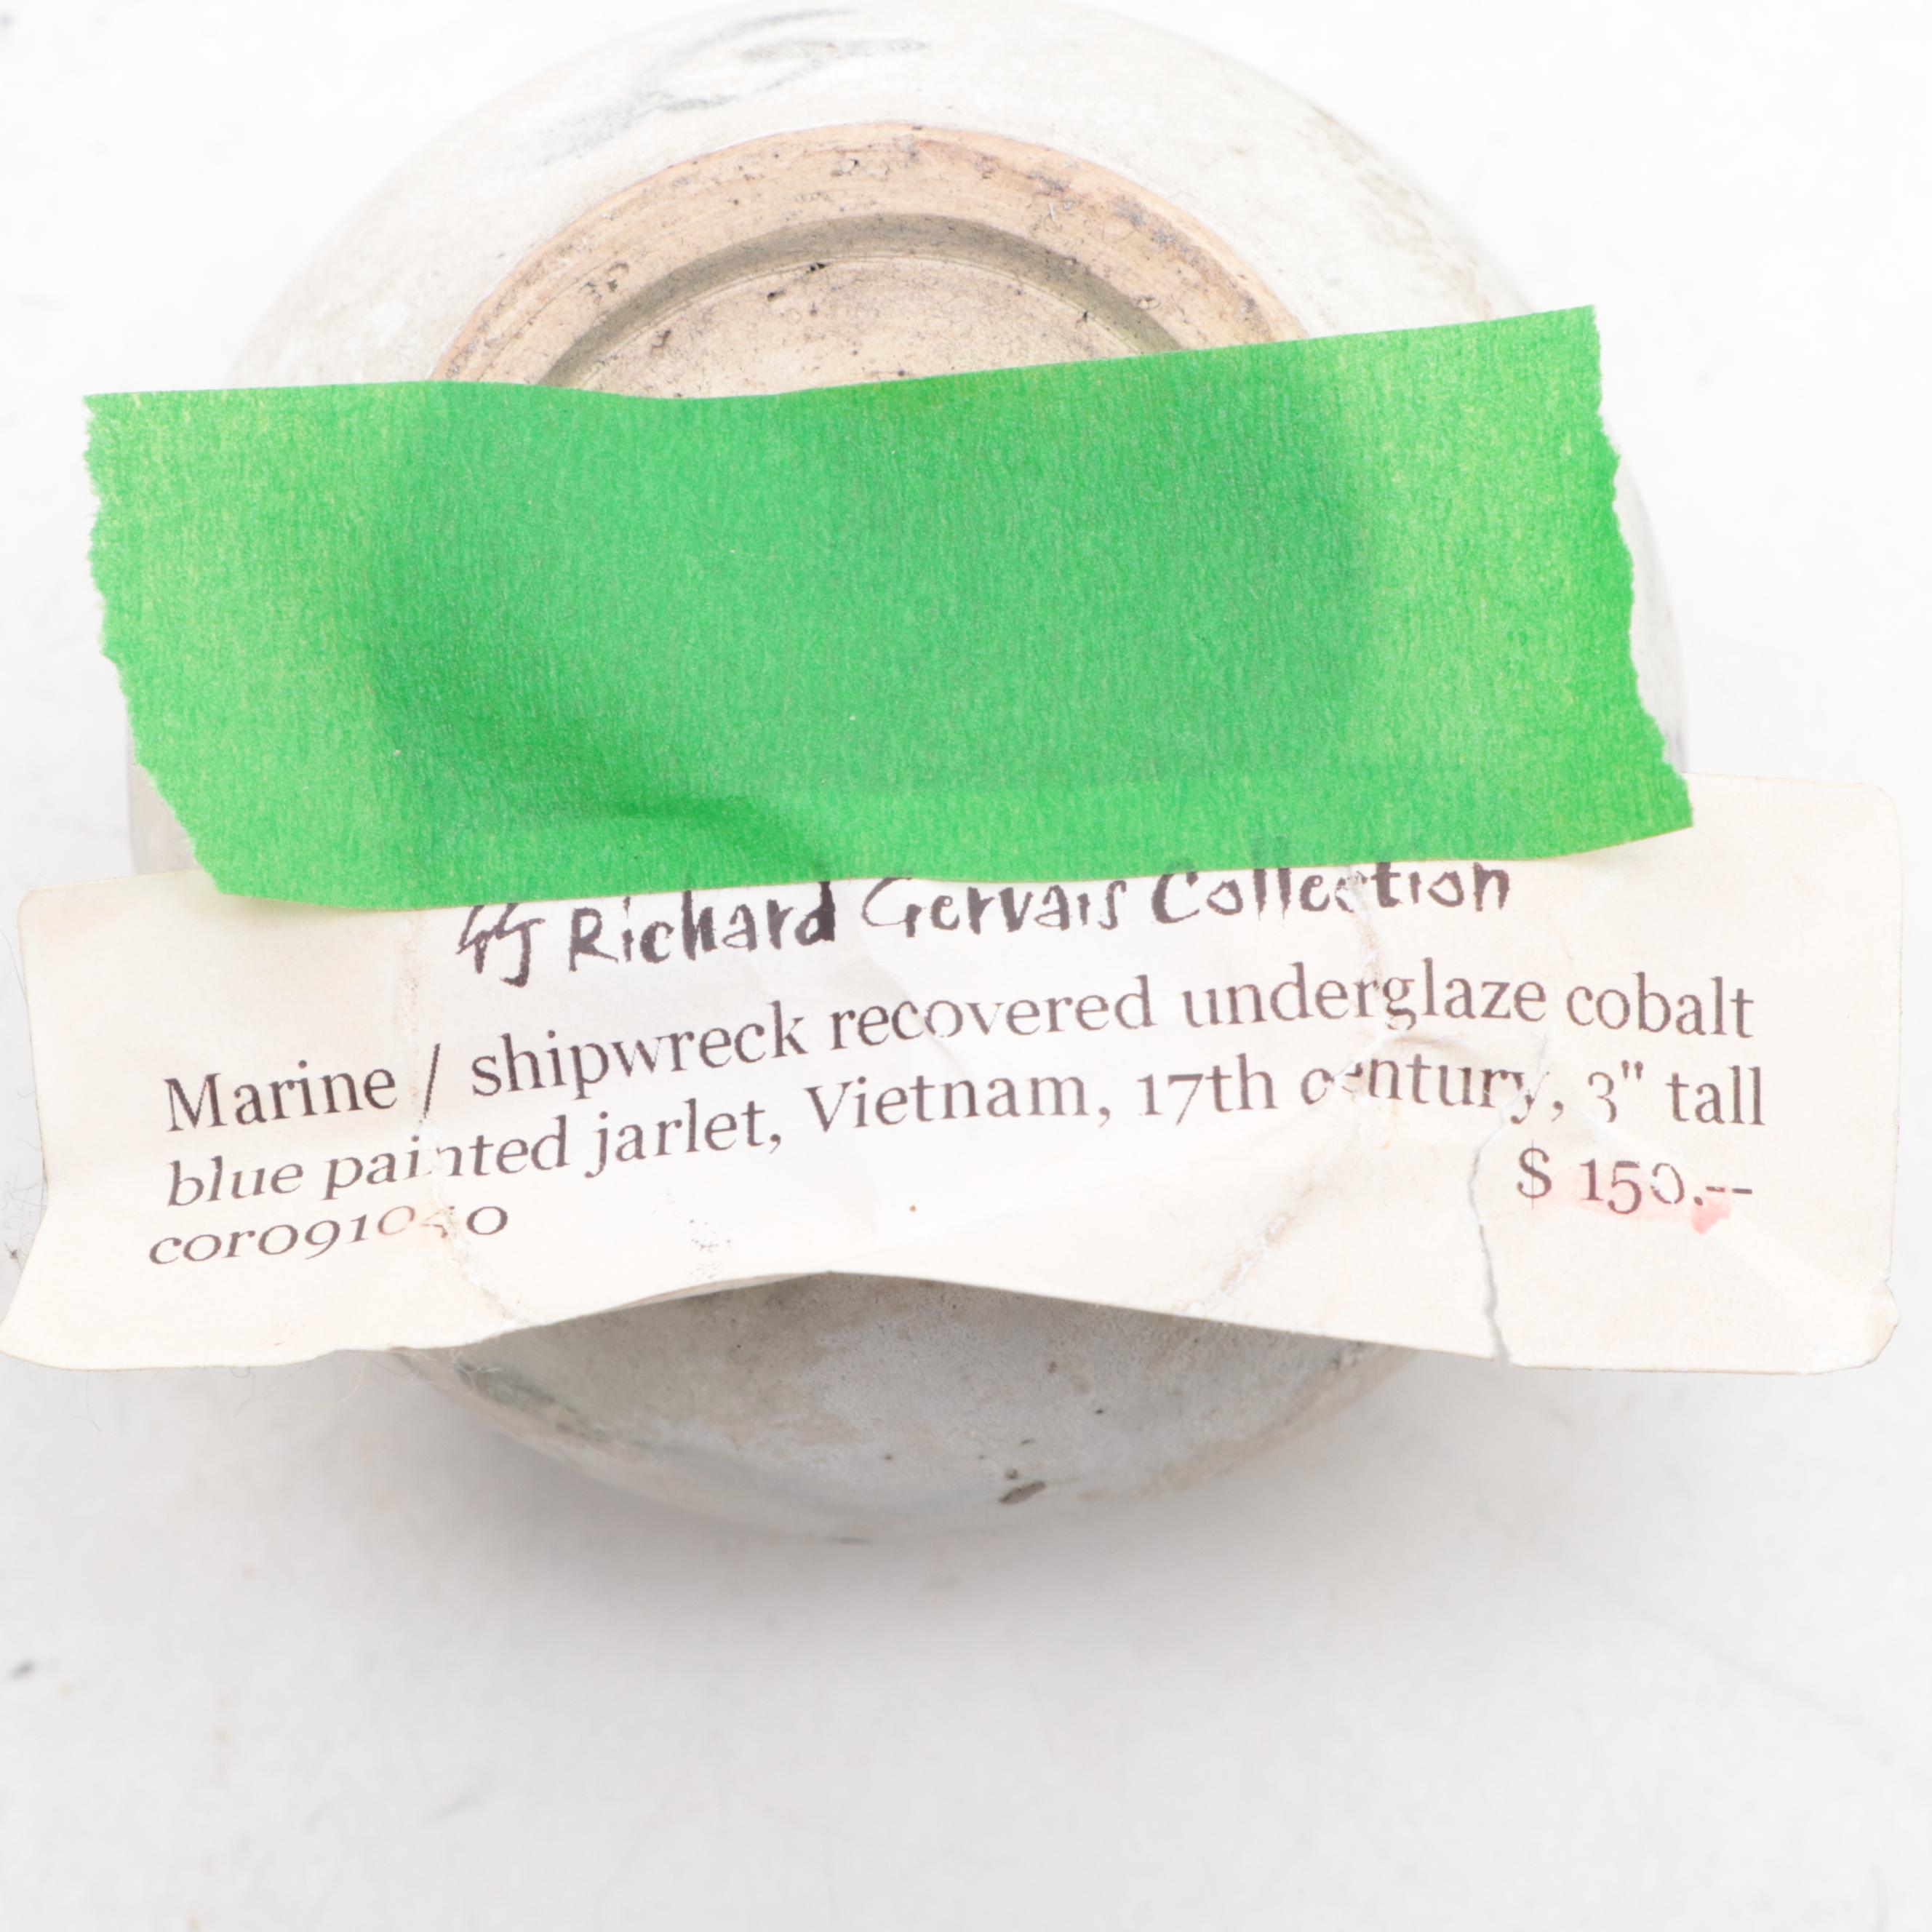 Richard Gervais Collection
Marine / shipwreck recovered underglaze cobalt
blue painted jarlet, Vietnam, 17th century, 3" tall
$ 150.--